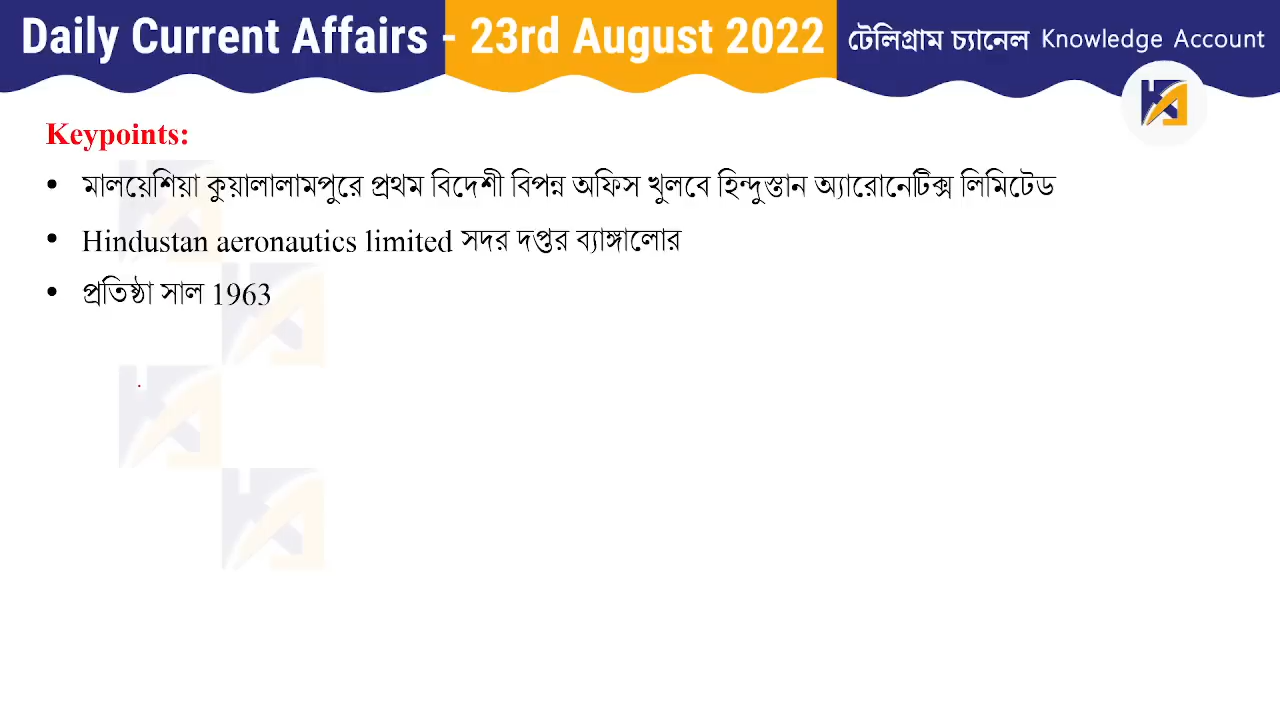 Daily Current Affairs - 23rd August 2022 টেলিগ্রাম চ্যানেল Knowledge Account
Keypoints:
• মালয়েশিয়া কুয়ালালামপুরে প্রথম বিদেশী বিপন্ন অফিস খুলবে হিন্দুস্তান অ্যারোনেটিক্স লিমিটেড
• Hindustan aeronautics limited সদর দপ্তর ব্যাঙ্গালোর
• প্রতিষ্ঠা সাল 1963